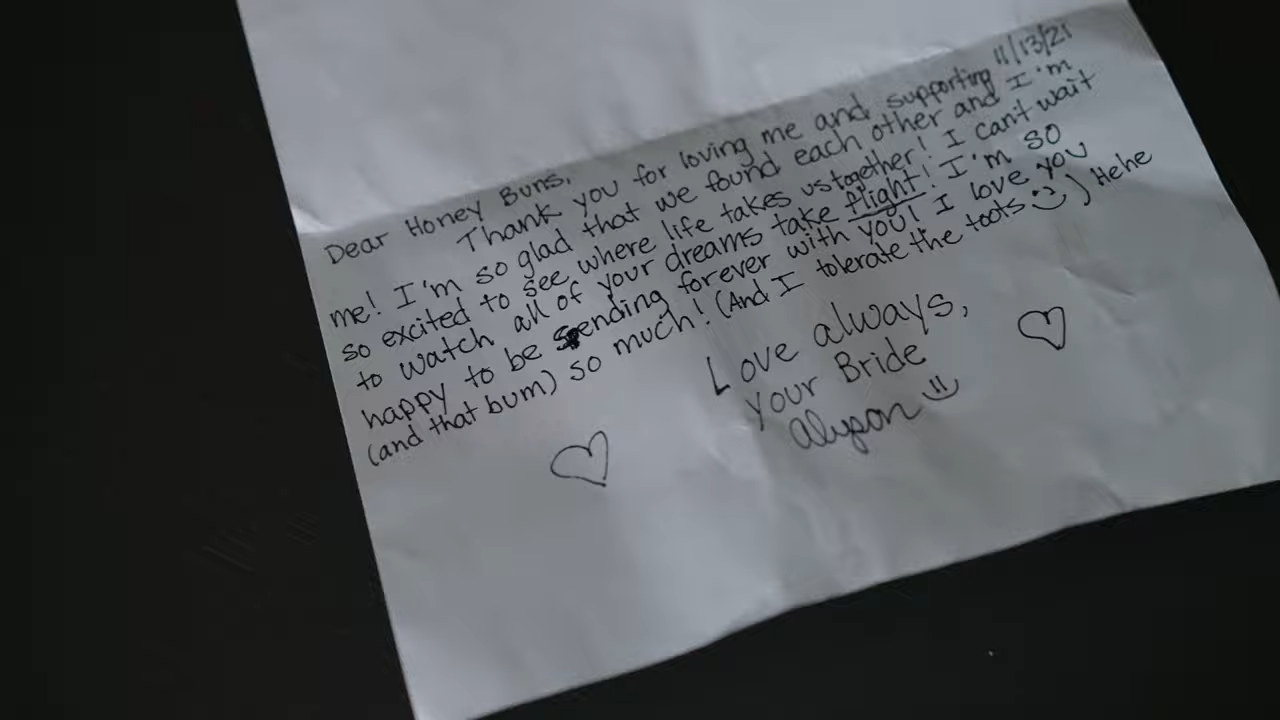 11/13/21
Dear Honey Buns,
Thank you for loving me and supporting
me! I'm so glad that we found each other and I'm
so excited to see where life takes us together! I can't wait
to watch all of your dreams take flight! I'm so
happy to be spending forever with you! I love you
(and that bum) so much! (And I tolerate the toots :) ) Hehe
Love always,
Your Bride
Alyson =)